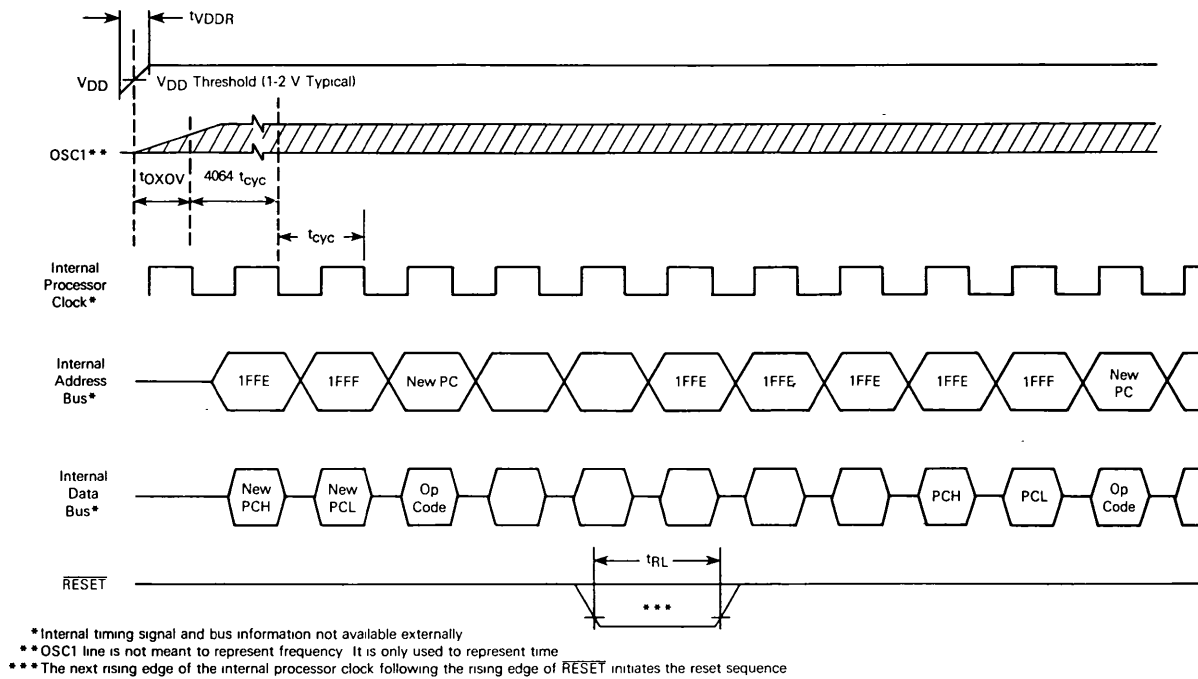 tVDDR
VDD
VDD Threshold (1-2 V Typical)
OSC1**
tOXOV
4064 tcyc
tcyc
Internal
Processor
Clock*
Internal
Address
Bus*
1FFE
1FFF
New PC
1FFE
1FFE
1FFE
1FFE
1FFF
New
PC
Internal
Data
Bus*
New
PCH
New
PCL
Op
Code
PCH
PCL
Op
Code
RESET
tRL
***
*Internal timing signal and bus information not available externally
**OSC1 line is not meant to represent frequency It is only used to represent time
***The next rising edge of the internal processor clock following the rising edge of RESET initiates the reset sequence